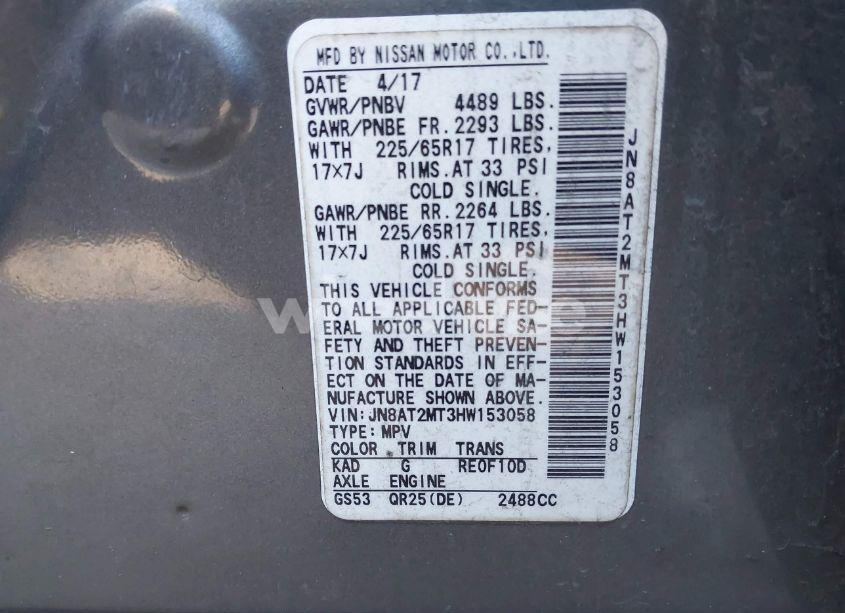 MFD BY NISSAN MOTOR CO.,LTD.
DATE 4/17
GVWR/PNBV 4489 LBS.
GAWR/PNBE FR. 2293 LBS.
WITH 225/65R17 TIRES,
17×7J RIMS.AT 33 PSI
COLD SINGLE.
GAWR/PNBE RR. 2264 LBS.
WITH 225/65R17 TIRES,
17×7J RIMS.AT 33 PSI
COLD SINGLE.
THIS VEHICLE CONFORMS
TO ALL APPLICABLE FED-
ERAL MOTOR VEHICLE SA-
FETY AND THEFT PREVEN-
TION STANDARDS IN EFF-
ECT ON THE DATE OF MA-
NUFACTURE SHOWN ABOVE.
VIN:JN8AT2MT3HW153058
TYPE:MPV
COLOR TRIM TRANS
KAD G RE0F10D
AXLE ENGINE
GS53 QR25(DE) 2488CC
JN8AT2MT3HW153058